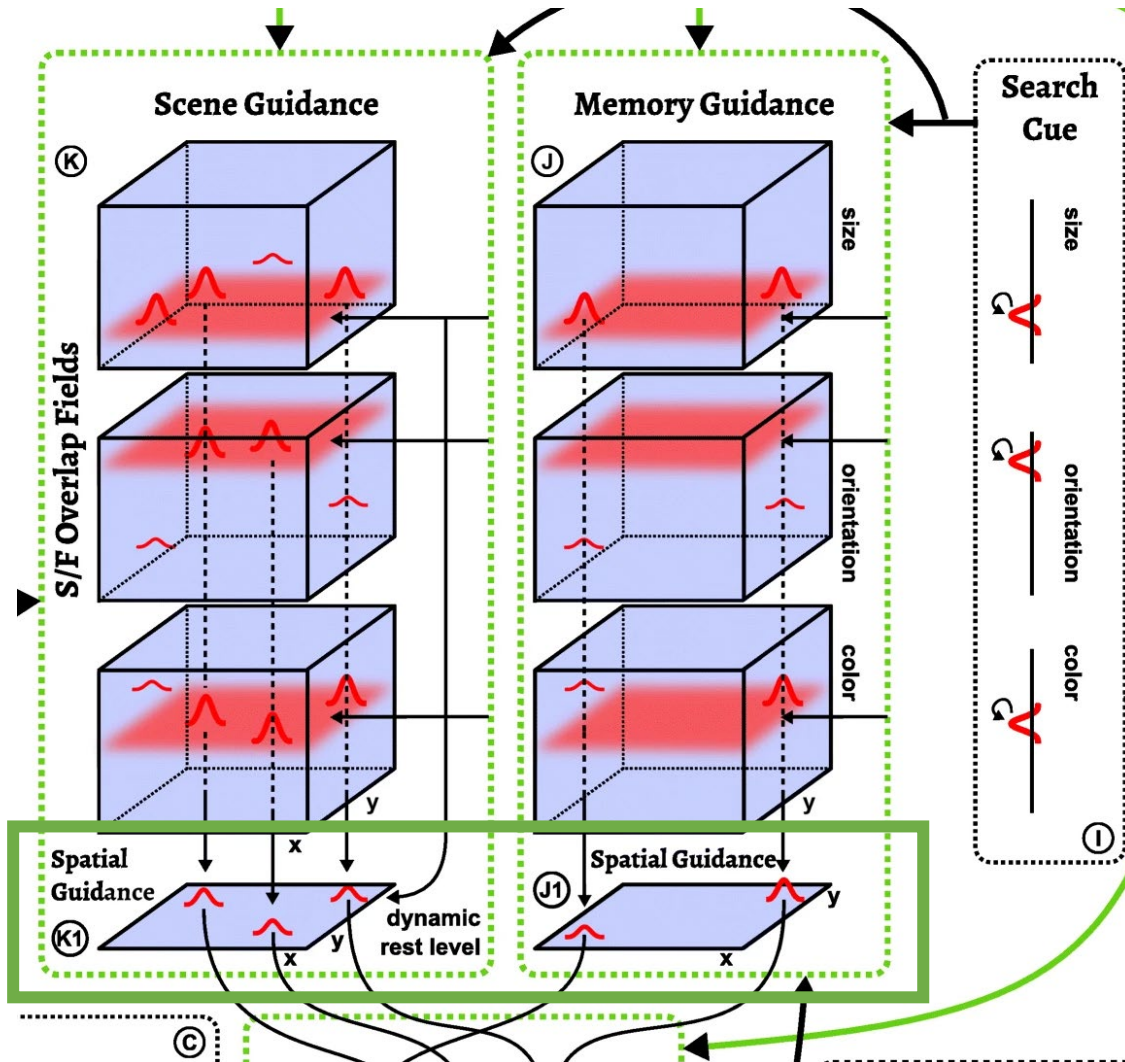 Scene Guidance
Memory Guidance
Search
Cue
K
J
size
size
S/F Overlap Fields
orientation
orientation
color
color
y
x
y
x
I
Spatial
Guidance
Spatial Guidance
K1
J1
dynamic
rest level
y
x
y
x
C